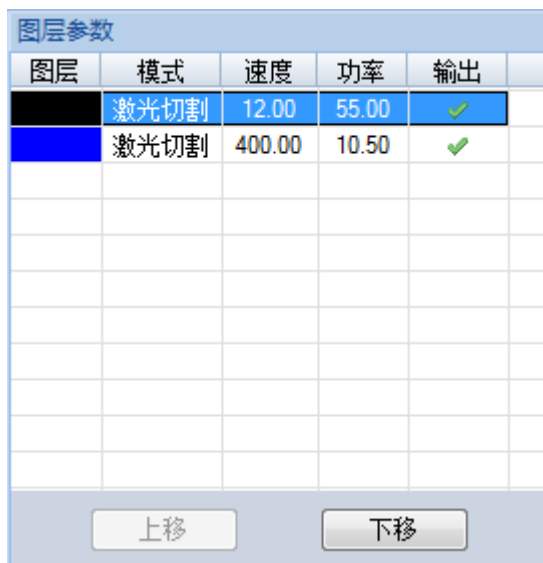 图层参数
图层 模式 速度 功率 输出
激光切割 12.00 55.00
激光切割 400.00 10.50
上移 下移